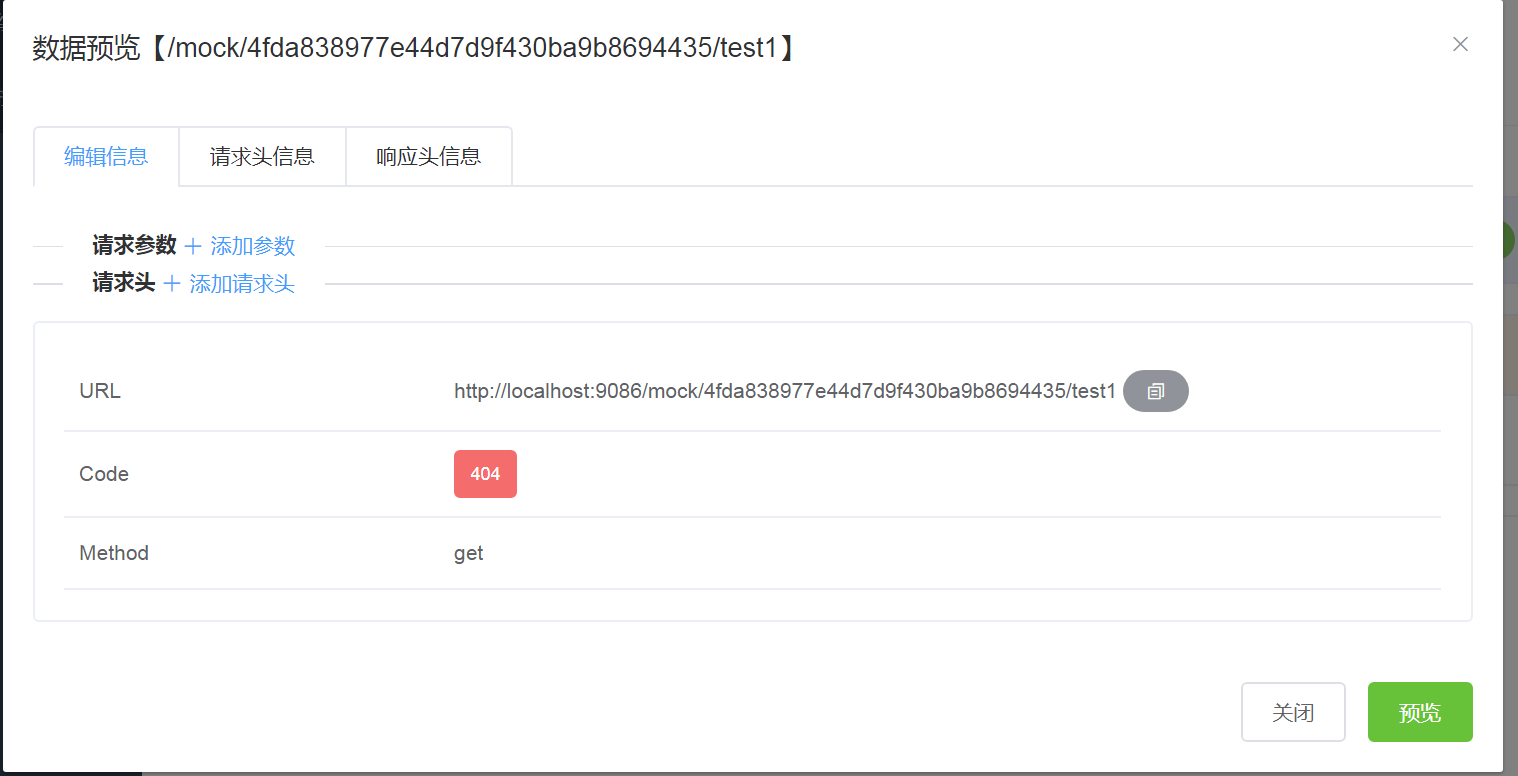 数据预览【/mock/4fda838977e44d7d9f430ba9b8694435/test1】
编辑信息 请求头信息 响应头信息
请求参数 + 添加参数
请求头 + 添加请求头
URL http://localhost:9086/mock/4fda838977e44d7d9f430ba9b8694435/test1
Code 404
Method get
关闭 预览